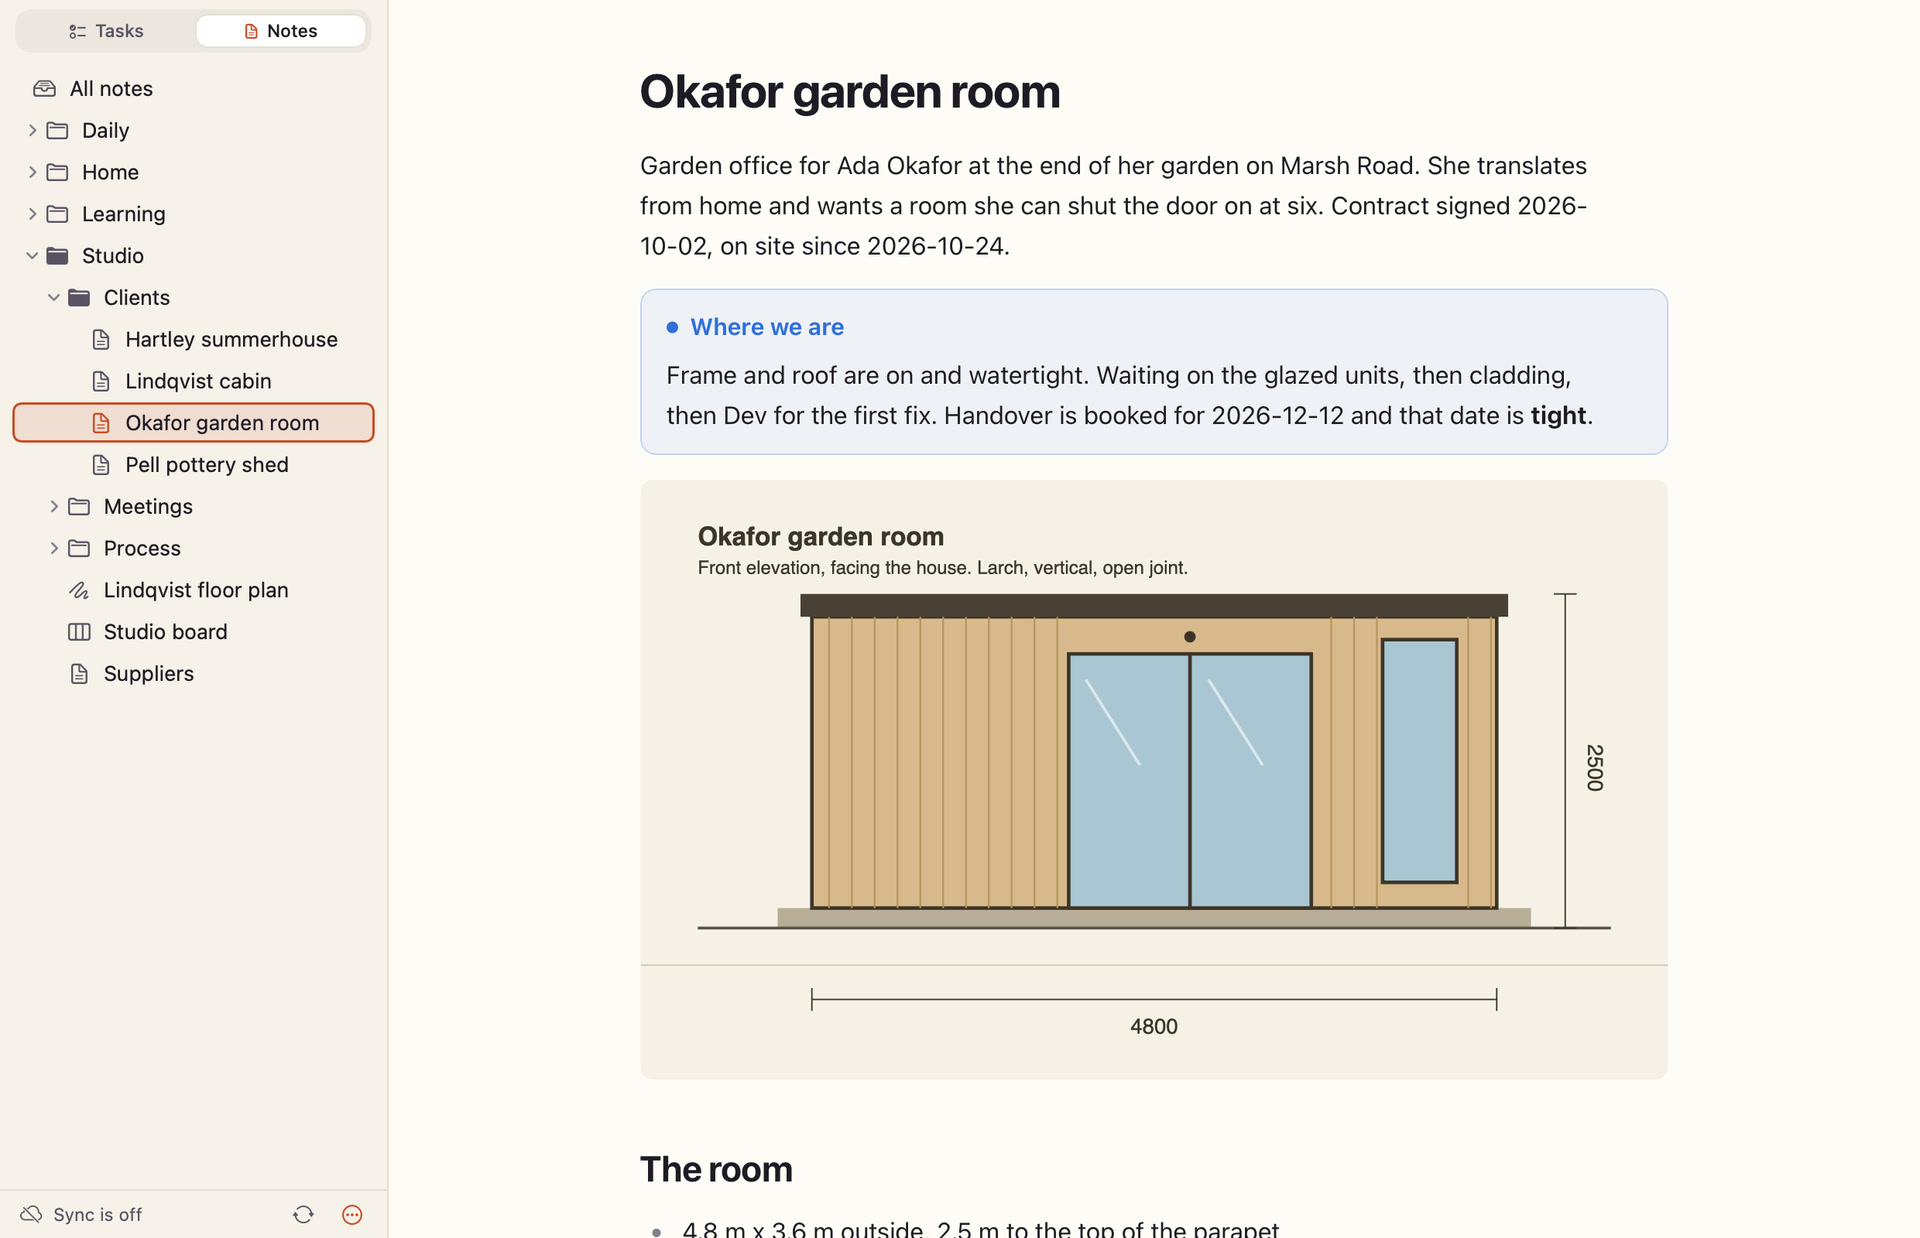 Tasks
Notes
All notes
Daily
Home
Learning
Studio
Clients
Hartley summerhouse
Lindqvist cabin
Okafor garden room
Pell pottery shed
Meetings
Process
Lindqvist floor plan
Studio board
Suppliers
Sync is off
Okafor garden room
Garden office for Ada Okafor at the end of her garden on Marsh Road. She translates
from home and wants a room she can shut the door on at six. Contract signed 2026-
10-02, on site since 2026-10-24.
Where we are
Frame and roof are on and watertight. Waiting on the glazed units, then cladding,
then Dev for the first fix. Handover is booked for 2026-12-12 and that date is tight.
Okafor garden room
Front elevation, facing the house. Larch, vertical, open joint.
2500
4800
The room
4.8 m x 3.6 m outside, 2.5 m to the top of the parapet